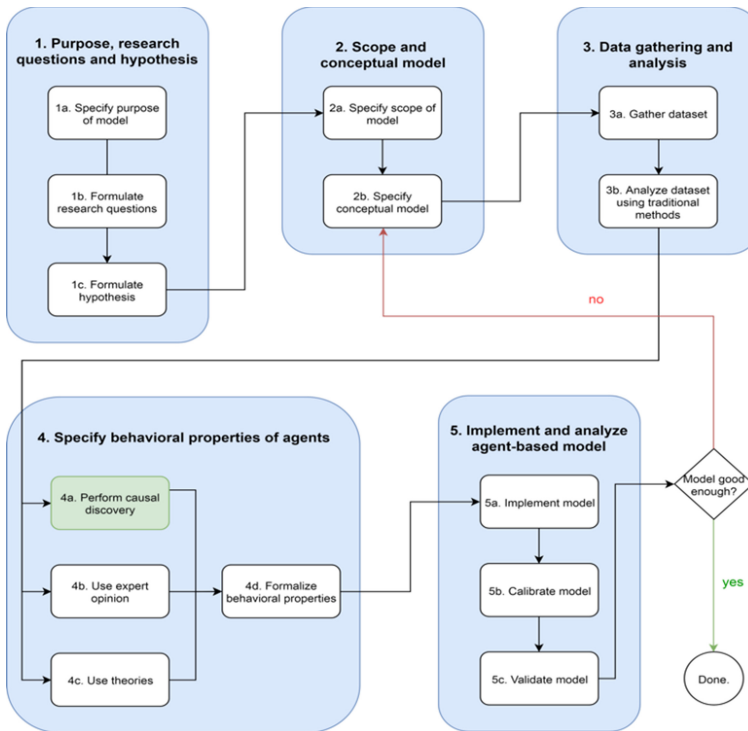 1. Purpose, research
questions and hypothesis
1a. Specify purpose
of model
1b. Formulate
research questions
1c. Formulate
hypothesis
2. Scope and
conceptual model
2a. Specify scope of
model
2b. Specify
conceptual model
3. Data gathering and
analysis
3a. Gather dataset
3b. Analyze dataset
using traditional
methods
no
4. Specify behavioral properties of agents
4a. Perform causal
discovery
4b. Use expert
opinion
4c. Use theories
4d. Formalize
behavioral properties
5. Implement and analyze
agent-based model
5a. Implement model
5b. Calibrate model
5c. Validate model
Model good
enough?
yes
Done.